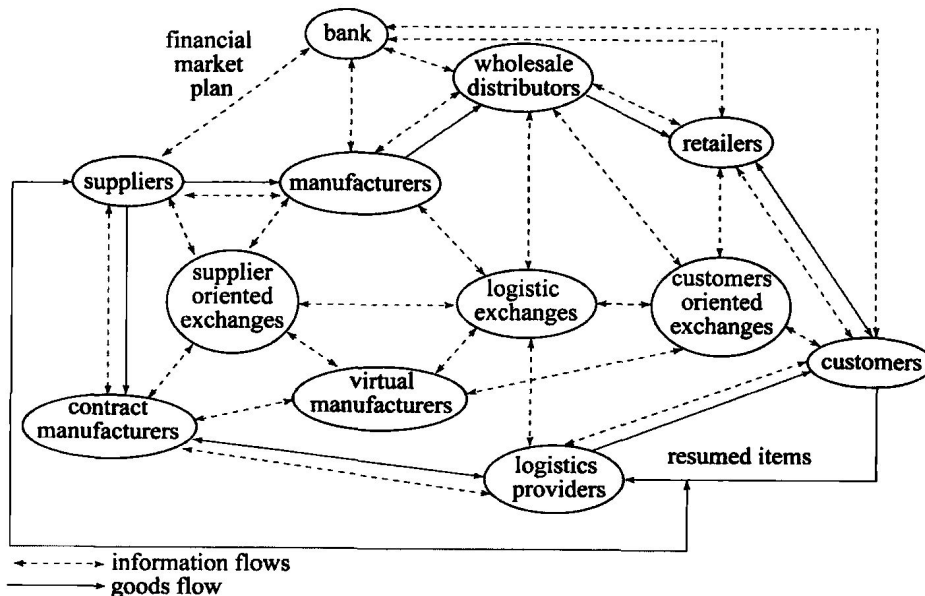 bank
financial
market
plan
wholesale
distributors
retailers
suppliers
manufacturers
supplier
oriented
exchanges
logistic
exchanges
customers
oriented
exchanges
customers
virtual
manufacturers
contract
manufacturers
logistics
providers
resumed items
information flows
goods flow